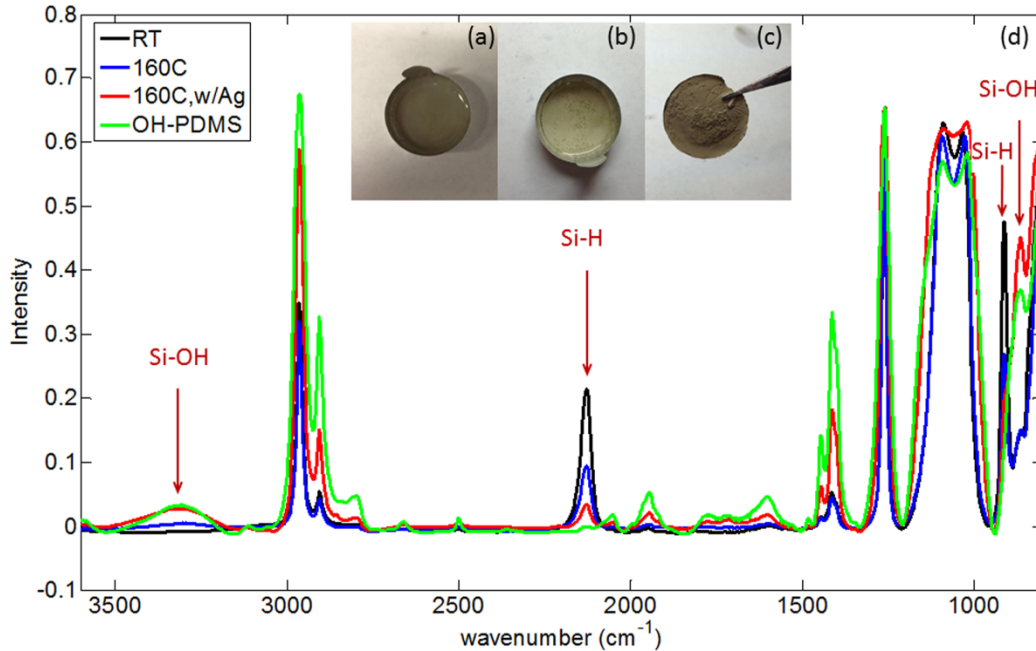 0.8
0.7
0.6
0.5
0.4
0.3
0.2
0.1
0
-0.1
Intensity
RT
160C
160C,w/Ag
OH-PDMS
(a)
(b)
(c)
(d)
Si-OH
Si-H
Si-H
Si-OH
3500 3000 2500 2000 1500 1000
wavenumber (cm⁻¹)